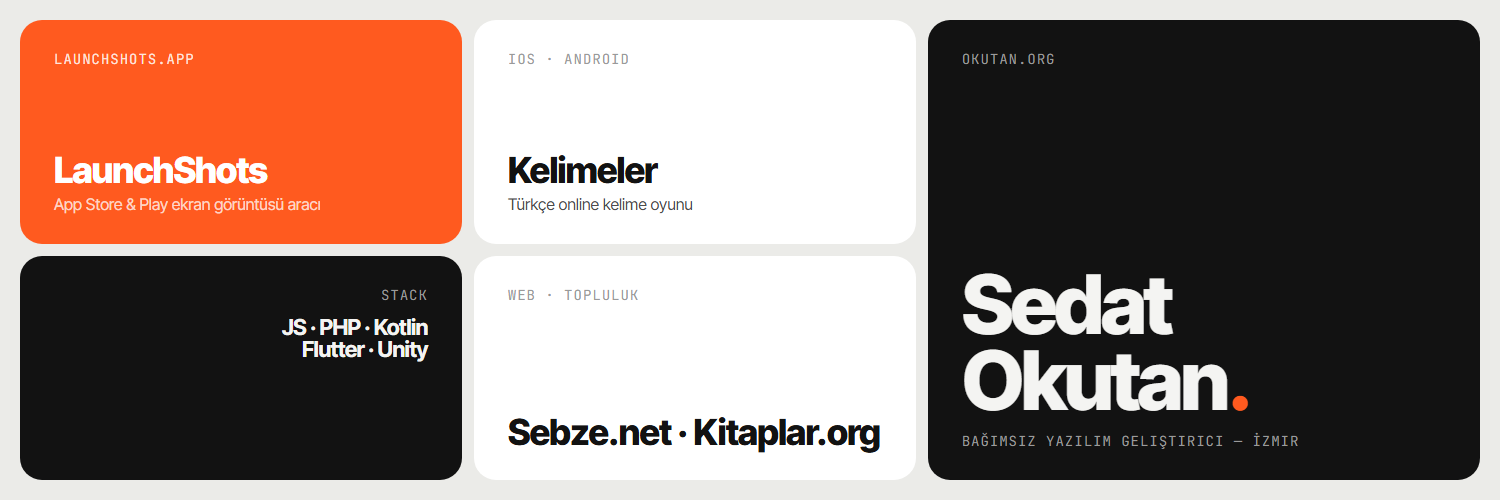 LAUNCHSHOTS.APP
LaunchShots
App Store & Play ekran görüntüsü aracı
IOS · ANDROID
Kelimeler
Türkçe online kelime oyunu
STACK
JS · PHP · Kotlin
Flutter · Unity
WEB · TOPLULUK
Sebze.net · Kitaplar.org
OKUTAN.ORG
Sedat
Okutan.
BAĞIMSIZ YAZILIM GELIŞTIRICI — İZMIR